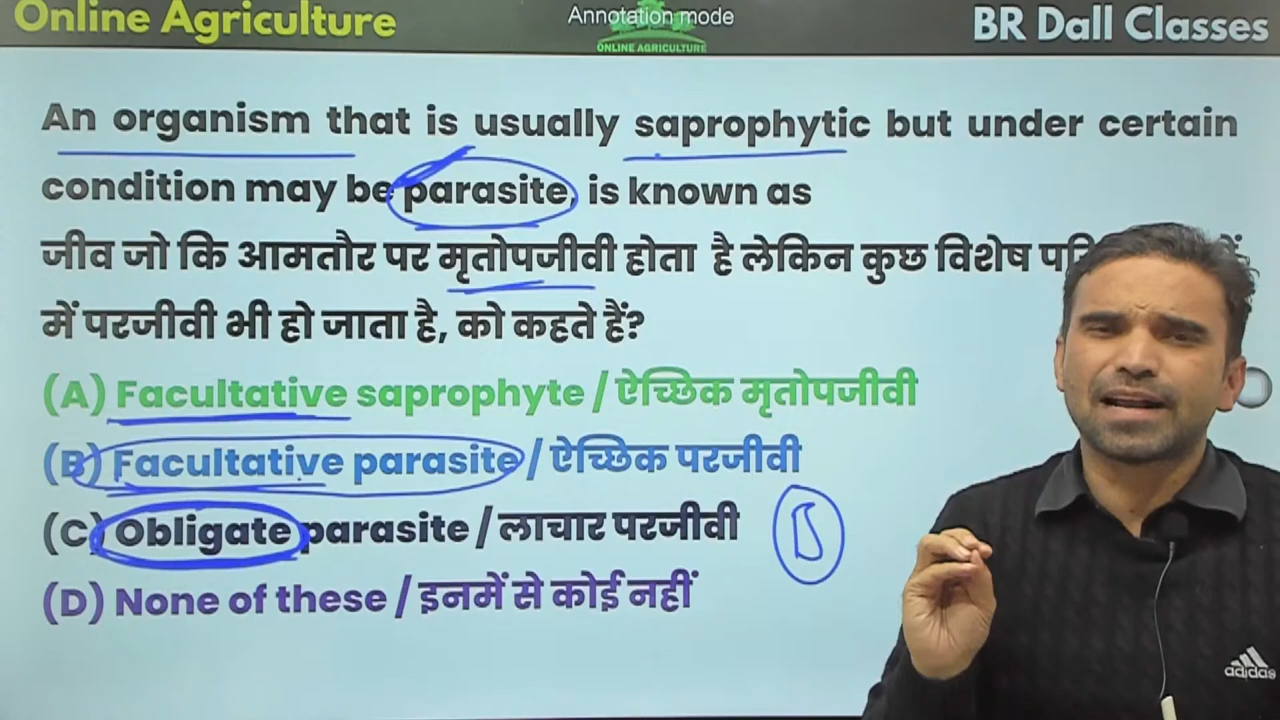 Online Agriculture
Annotation mode
ONLINE AGRICULTURE
BR Dall Classes
An organism that is usually saprophytic but under certain
condition may be parasite, is known as
जीव जो कि आमतौर पर मृतोपजीवी होता है लेकिन कुछ विशेष
में परजीवी भी हो जाता है, को कहते हैं?
(A) Facultative saprophyte / ऐच्छिक मृतोपजीवी
(B) Facultative parasite / ऐच्छिक परजीवी
(C) Obligate parasite / लाचार परजीवी
B
(D) None of these / इनमें से कोई नहीं
adidas